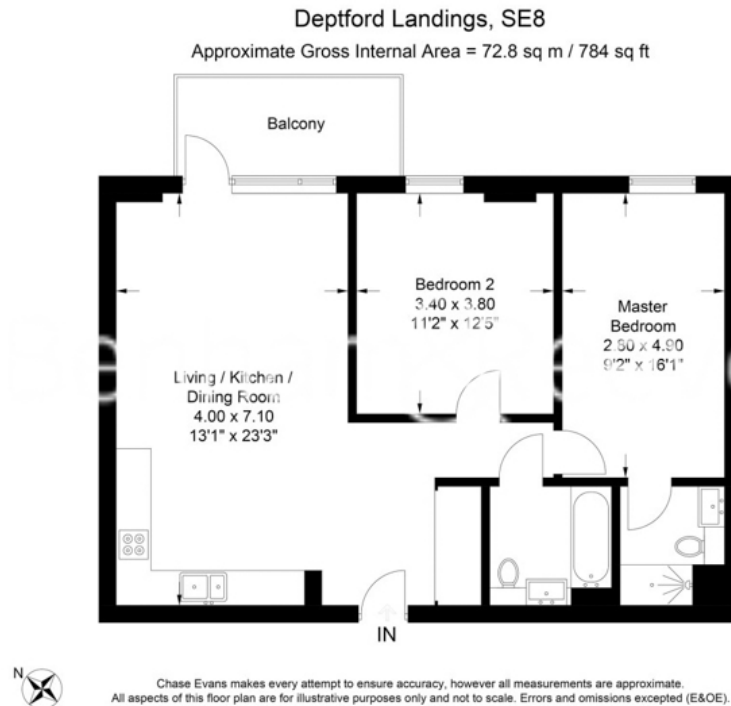 Deptford Landings, SE8
Approximate Gross Internal Area = 72.8 sq m / 784 sq ft
Balcony
Bedroom 2
3.40 x 3.80
11'2" x 12'5"
Master
Bedroom
2.80 x 4.90
9'2" x 16'1"
Living / Kitchen /
Dining Room
4.00 x 7.10
13'1" x 23'3"
IN
N
Chase Evans makes every attempt to ensure accuracy, however all measurements are approximate.
All aspects of this floor plan are for illustrative purposes only and not to scale. Errors and omissions excepted (E&OE).